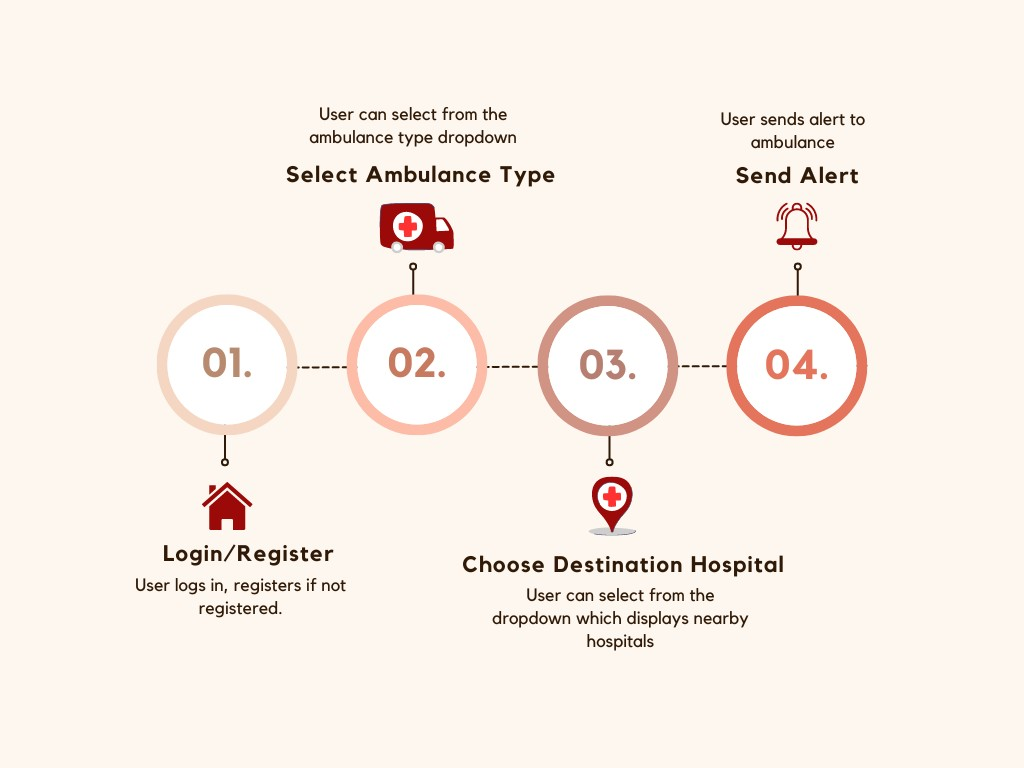 User can select from the
ambulance type dropdown
Select Ambulance Type
User sends alert to
ambulance
Send Alert
01.
02.
03.
04.
Login/Register
User logs in, registers if not
registered.
Choose Destination Hospital
User can select from the
dropdown which displays nearby
hospitals